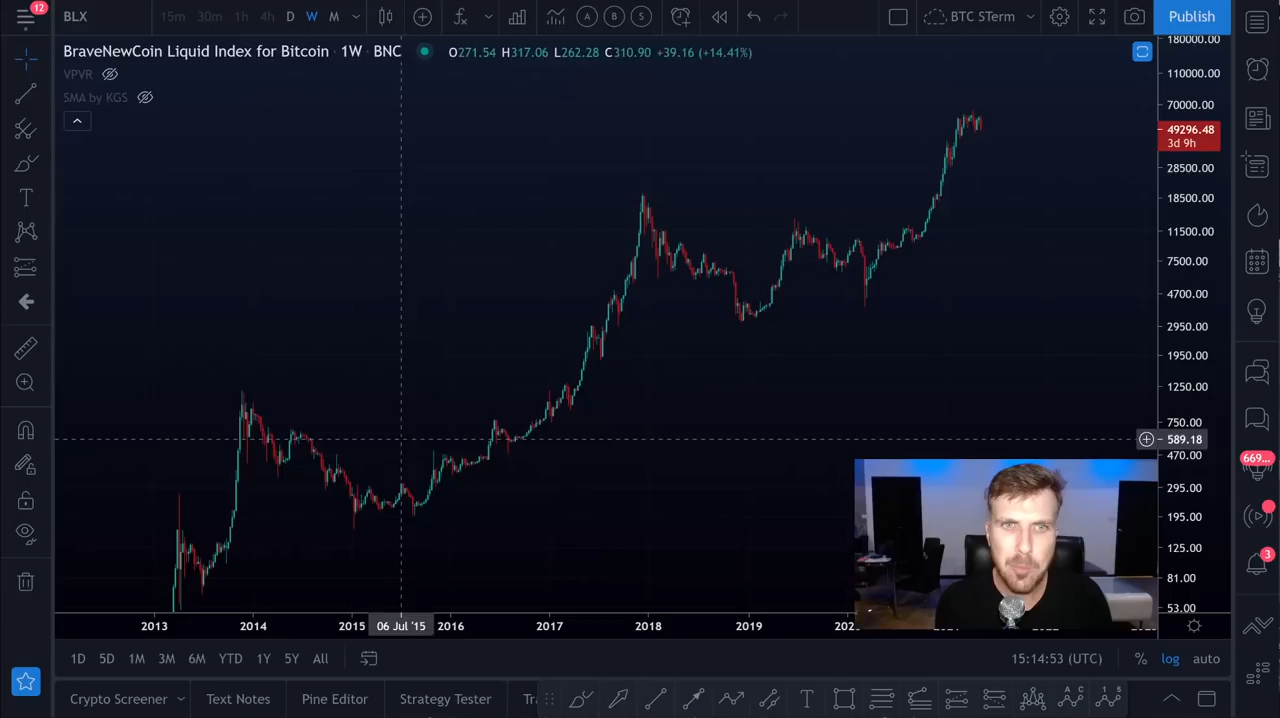 12
BLX 15m 30m 1h 4h D W M A B S BTC STerm Publish
BraveNewCoin Liquid Index for Bitcoin · 1W · BNC O271.54 H317.06 L262.28 C310.90 +39.16 (+14.41%)
VPVR
SMA by KGS
180000.00
110000.00
70000.00
49296.48
3d 9h
28500.00
18500.00
11500.00
7500.00
4700.00
2950.00
1950.00
1250.00
750.00
589.18
470.00
295.00
195.00
125.00
81.00
53.00
669...
3
2013 2014 2015 06 Jul '15 2016 2017 2018 2019
1D 5D 1M 3M 6M YTD 1Y 5Y All 15:14:53 (UTC) % log auto
Crypto Screener Text Notes Pine Editor Strategy Tester T A C 1 5